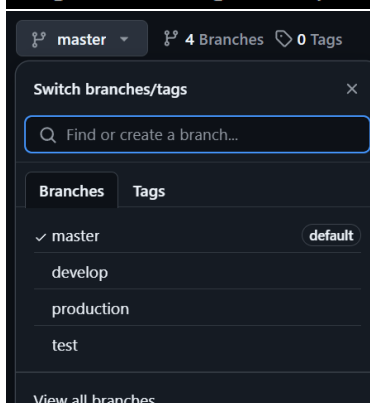 master 4 Branches 0 Tags
Switch branches/tags
Find or create a branch...
Branches Tags
master default
develop
production
test
View all branches